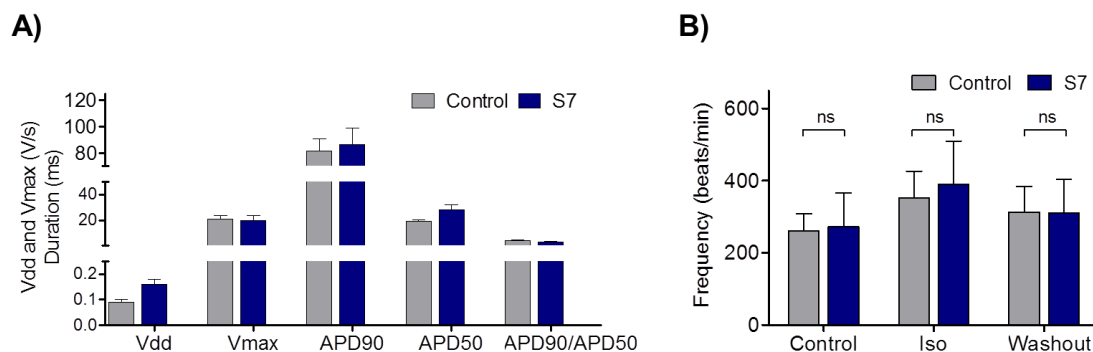 A)
Control S7
Vdd and Vmax (V/s)
Duration (ms)
120
100
80
40
20
0.2
0.1
0.0
Vdd Vmax APD90 APD50 APD90/APD50
B)
Control S7
Frequency (beats/min)
600
400
200
0
ns ns ns
Control Iso Washout